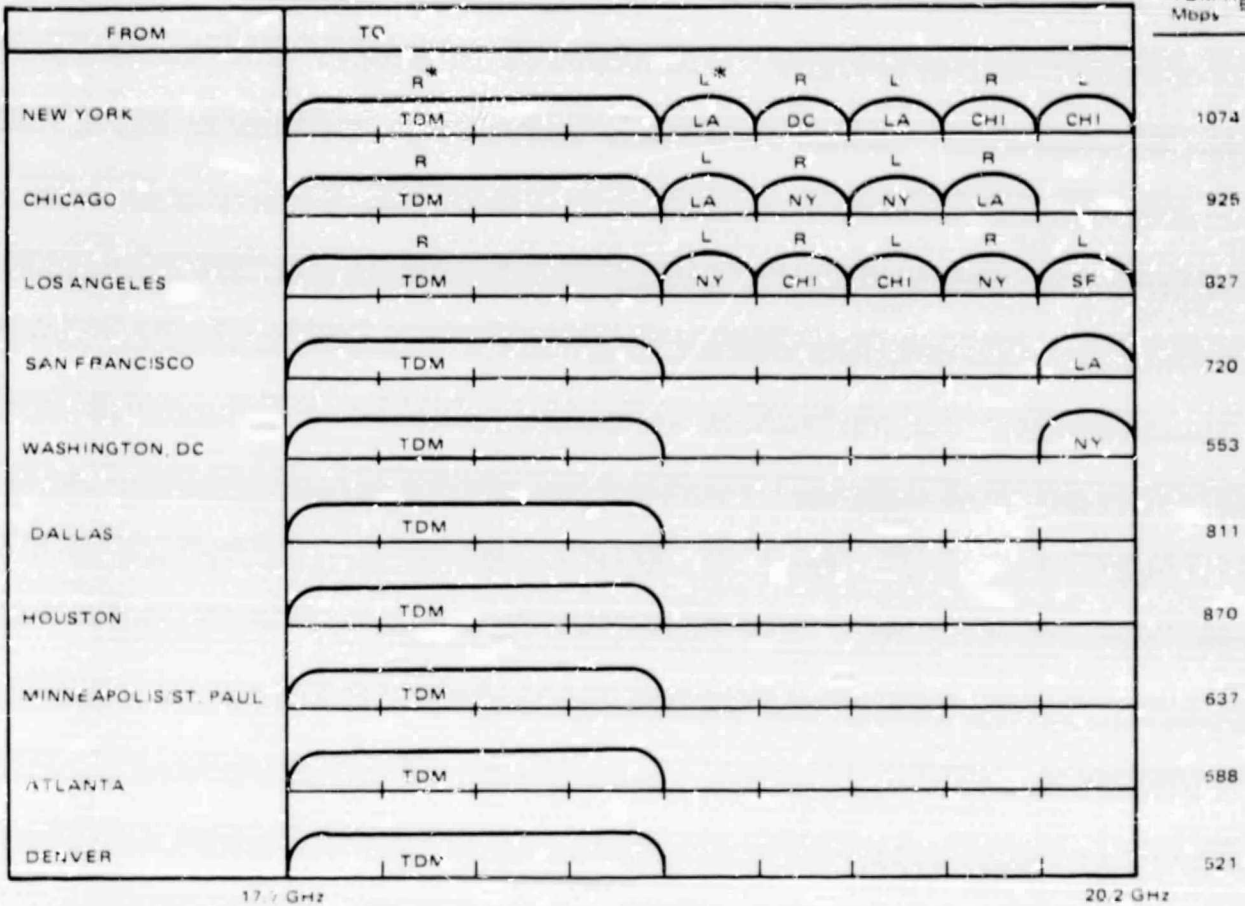 Mbps
FROM TO
R* L* R L R L
NEW YORK TDM LA DC LA CHI CHI 1074
R L R L R
CHICAGO TDM LA NY NY LA 925
R L R L R L
LOS ANGELES TDM NY CHI CHI NY SF 827
SAN FRANCISCO TDM LA 720
WASHINGTON, DC TDM NY 553
DALLAS TDM 811
HOUSTON TDM 870
MINNEAPOLIS ST. PAUL TDM 637
ATLANTA TDM 588
DENVER TDM 521
GHz 20.2 GHz